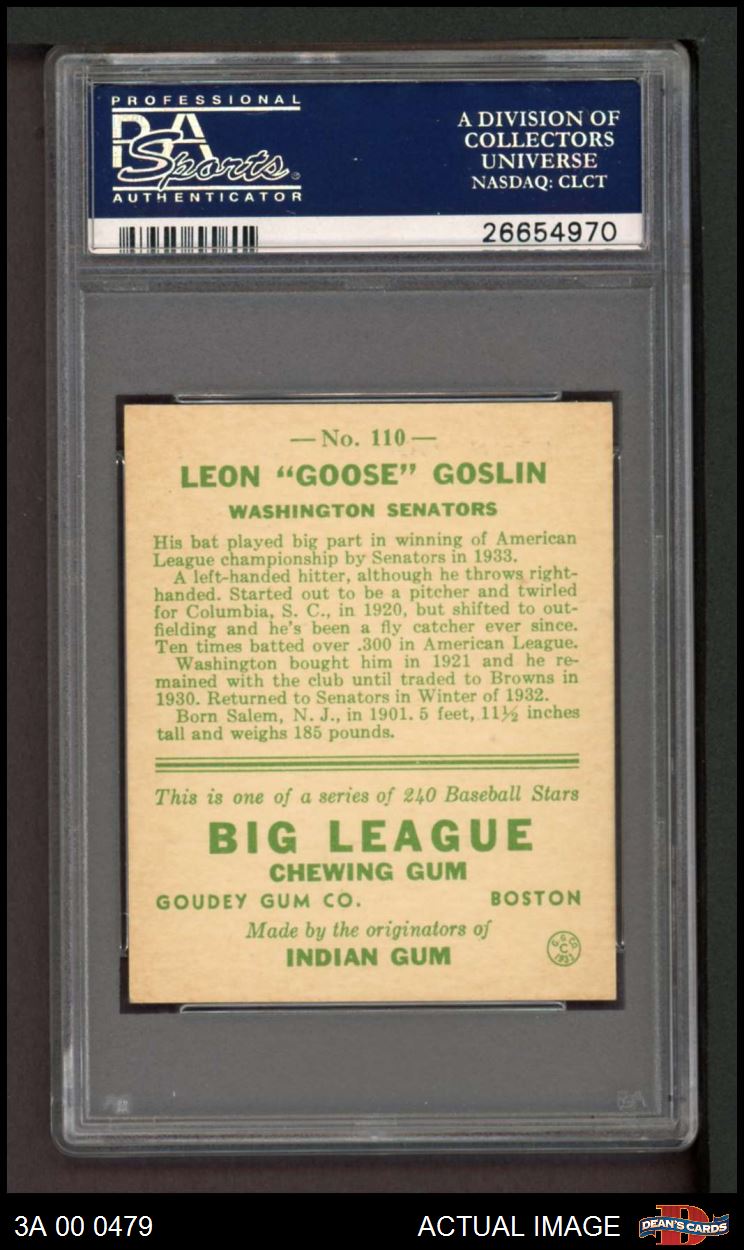 PROFESSIONAL
PSA
Sports
AUTHENTICATOR
A DIVISION OF
COLLECTORS
UNIVERSE
NASDAQ: CLCT
26654970
— No. 110 —
LEON “GOOSE” GOSLIN
WASHINGTON SENATORS
His bat played big part in winning of American
League championship by Senators in 1933.
A left-handed hitter, although he throws right-
handed. Started out to be a pitcher and twirled
for Columbia, S. C., in 1920, but shifted to out-
fielding and he's been a fly catcher ever since.
Ten times batted over .300 in American League.
Washington bought him in 1921 and he re-
mained with the club until traded to Browns in
1930. Returned to Senators in Winter of 1932.
Born Salem, N. J., in 1901. 5 feet, 11½ inches
tall and weighs 185 pounds.
This is one of a series of 240 Baseball Stars
BIG LEAGUE
CHEWING GUM
GOUDEY GUM CO. BOSTON
Made by the originators of
INDIAN GUM
G. G. CO.
C
1933
3A 00 0479
ACTUAL IMAGE
D
DEAN'S CARDS